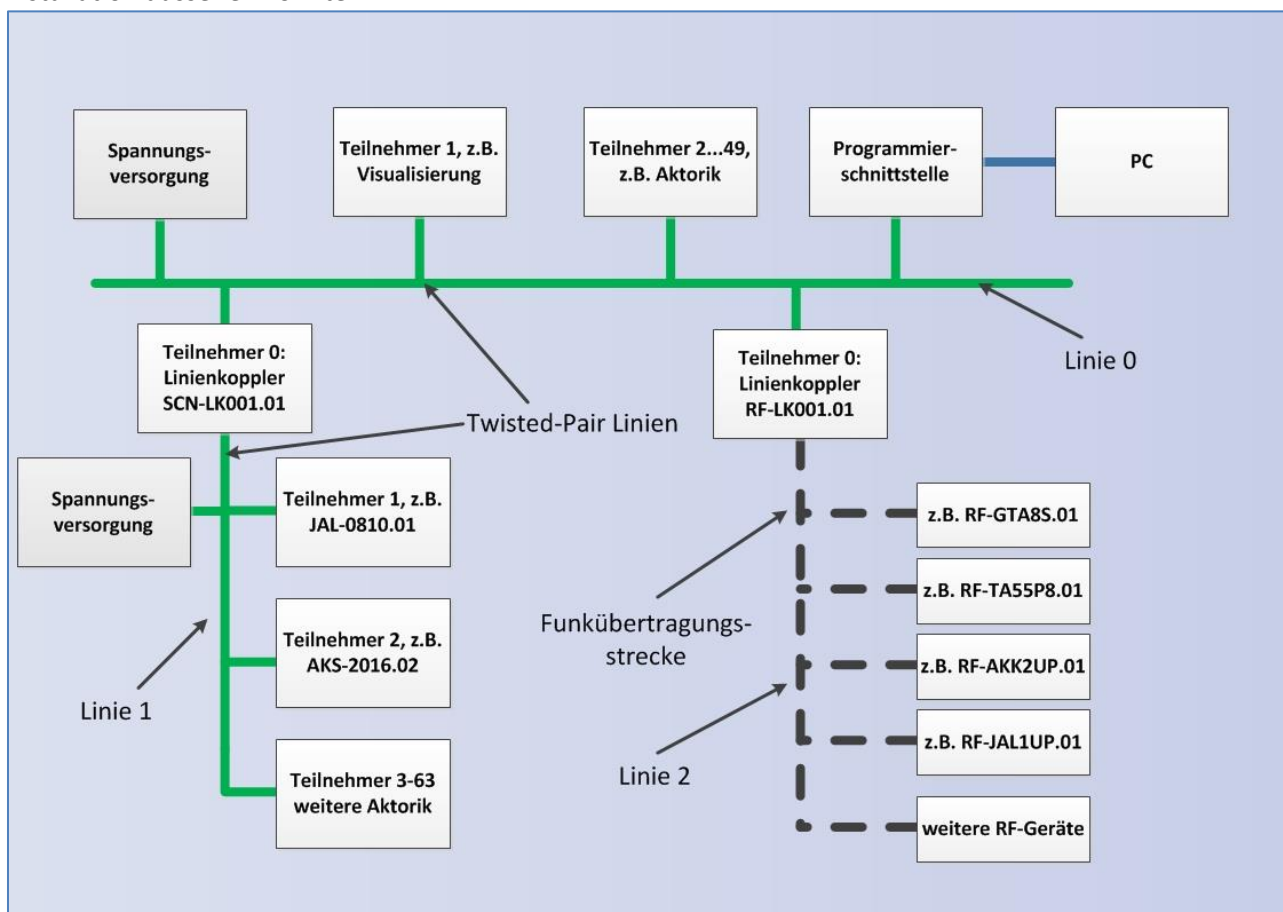 Spannungs-
versorgung
Teilnehmer 1, z.B.
Visualisierung
Teilnehmer 2...49,
z.B. Aktorik
Programmier-
schnittstelle
PC
Teilnehmer 0:
Linienkoppler
SCN-LK001.01
Teilnehmer 0:
Linienkoppler
RF-LK001.01
Linie 0
Twisted-Pair Linien
Spannungs-
versorgung
Teilnehmer 1, z.B.
JAL-0810.01
Teilnehmer 2, z.B.
AKS-2016.02
Linie 1
Teilnehmer 3-63
weitere Aktorik
z.B. RF-GTA8S.01
z.B. RF-TA55P8.01
Funkübertragungs-
strecke
z.B. RF-AKK2UP.01
z.B. RF-JAL1UP.01
Linie 2
weitere RF-Geräte